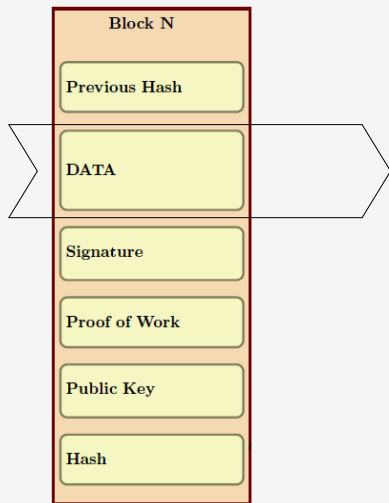 Block N
Previous Hash
DATA
Signature
Proof of Work
Public Key
Hash